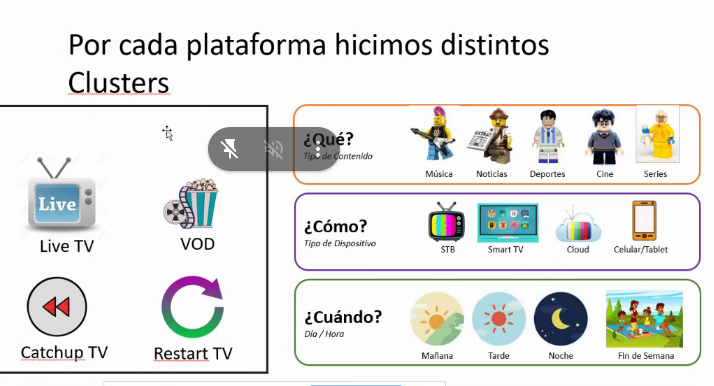 Por cada plataforma hicimos distintos
Clusters
Live
Live TV
VOD
Catchup TV
Restart TV
¿Qué?
Tipo de Contenido
EXTRA!
Música
Noticias
Deportes
Cine
Series
¿Cómo?
Tipo de Dispositivo
STB
Smart TV
Cloud
Celular/Tablet
¿Cuándo?
Día / Hora
Mañana
Tarde
Noche
Fin de Semana